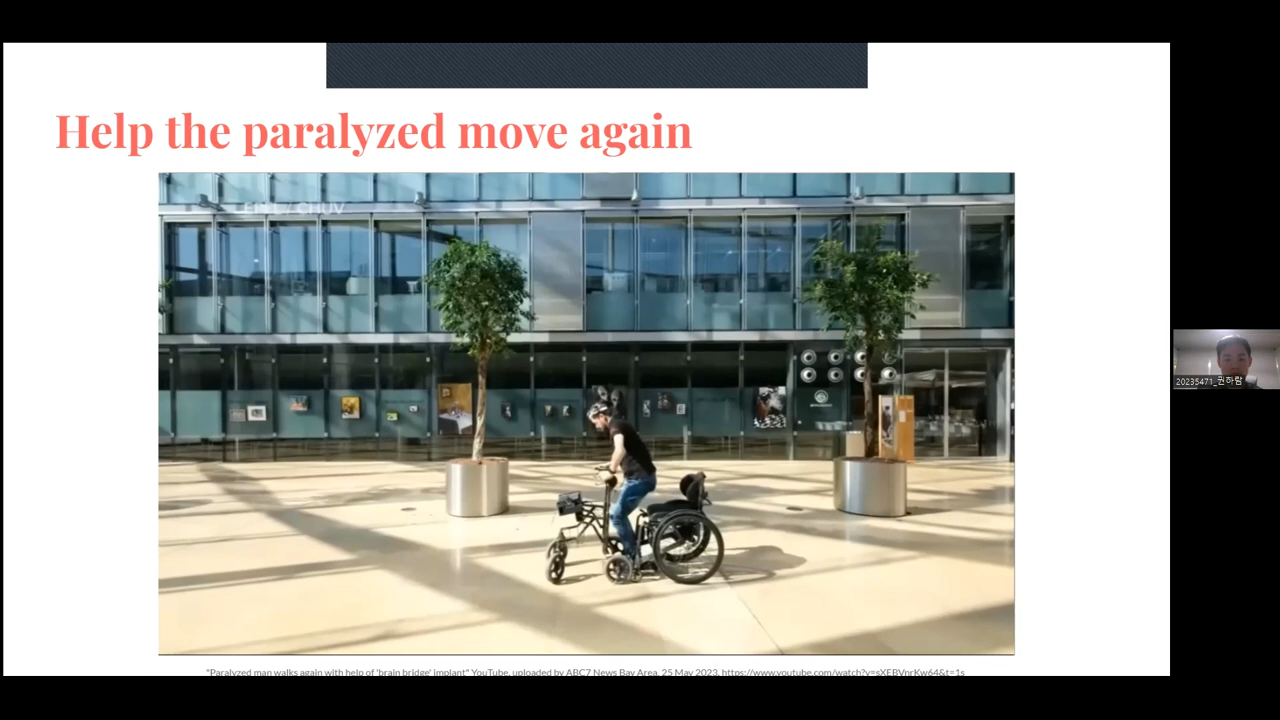 Help the paralyzed move again
EPFL / CHUV
"Paralyzed man walks again with help of 'brain bridge' implant" YouTube, uploaded by ABC7 News Bay Area, 25 May 2023, https://www.youtube.com/watch?v=sXEBVnrKw64&t=1s
20235471_권하람